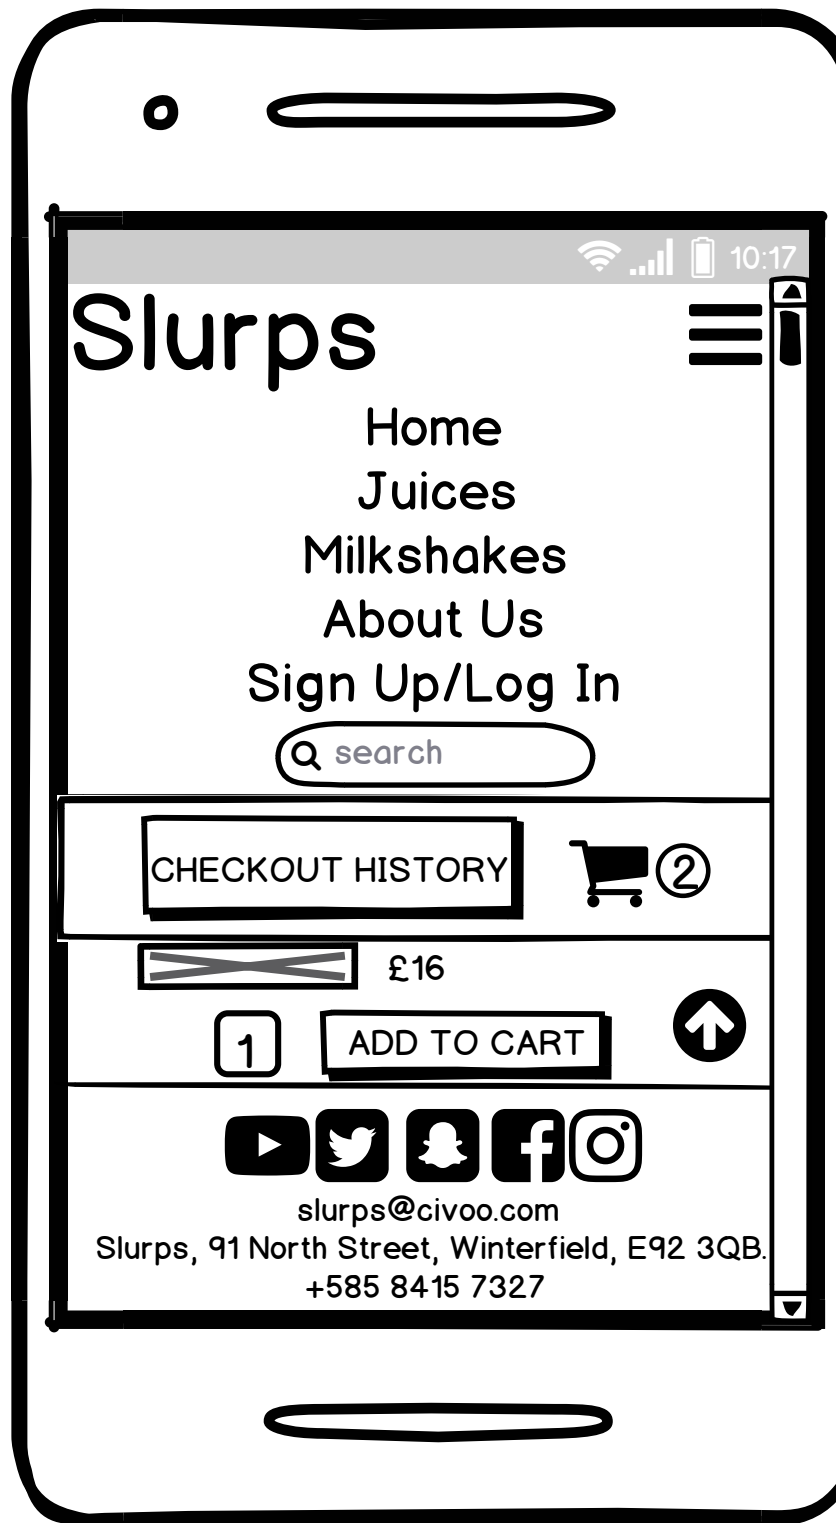 10:17
Slurps
Home
Juices
Milkshakes
About Us
Sign Up/Log In
search
CHECKOUT HISTORY 2
£16
1 ADD TO CART
slurps@civoo.com
Slurps, 91 North Street, Winterfield, E92 3QB.
+585 8415 7327